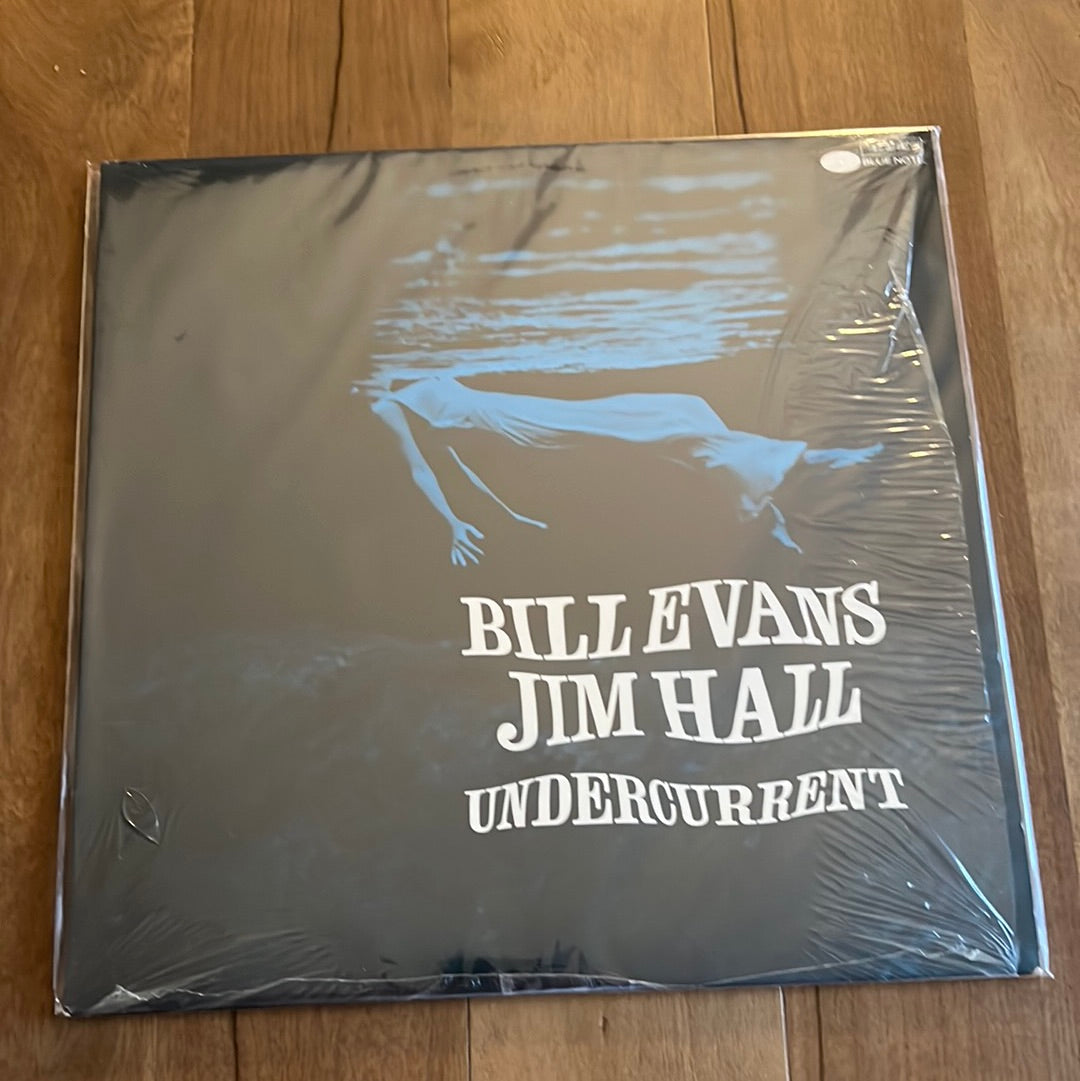 BLUE NOTE
BILL EVANS
JIM HALL
UNDERCURRENT